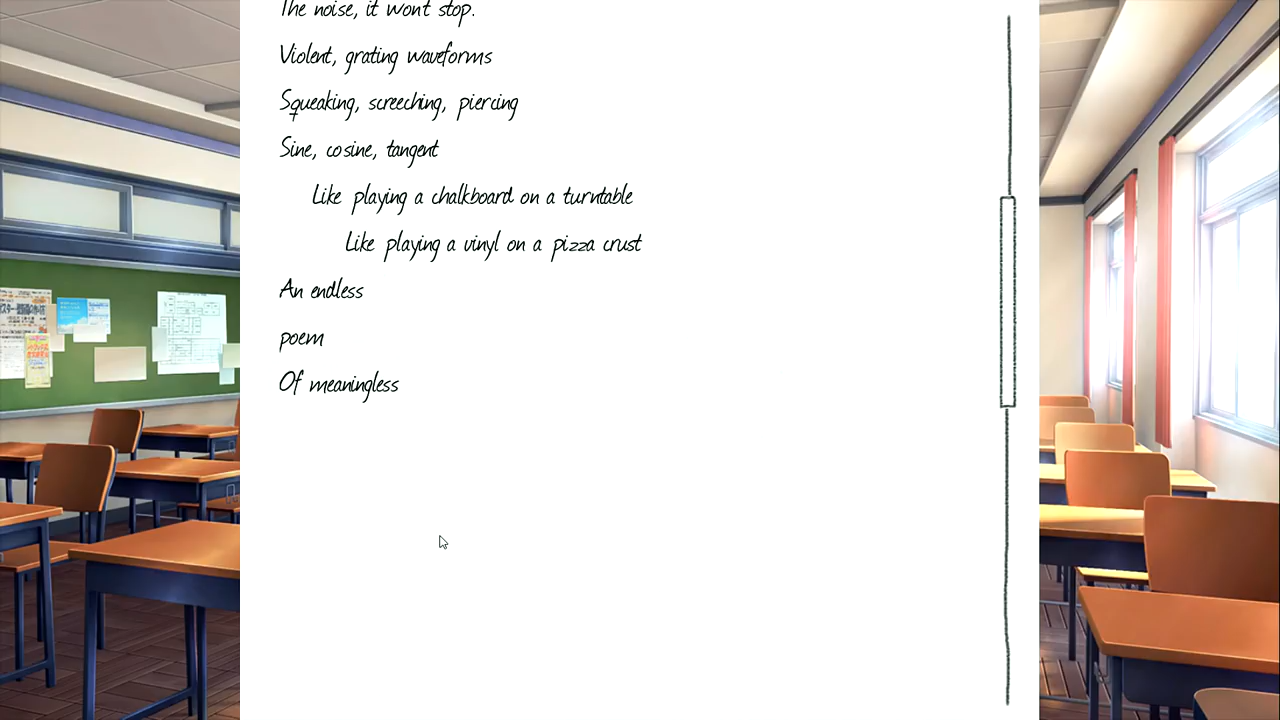 The noise, it wont stop.
Violent, grating waveforms
Squeaking, screeching, piercing
Sine, cosine, tangent
Like playing a chalkboard on a turntable
Like playing a vinyl on a pizza crust
An endless
poem
Of meaningless